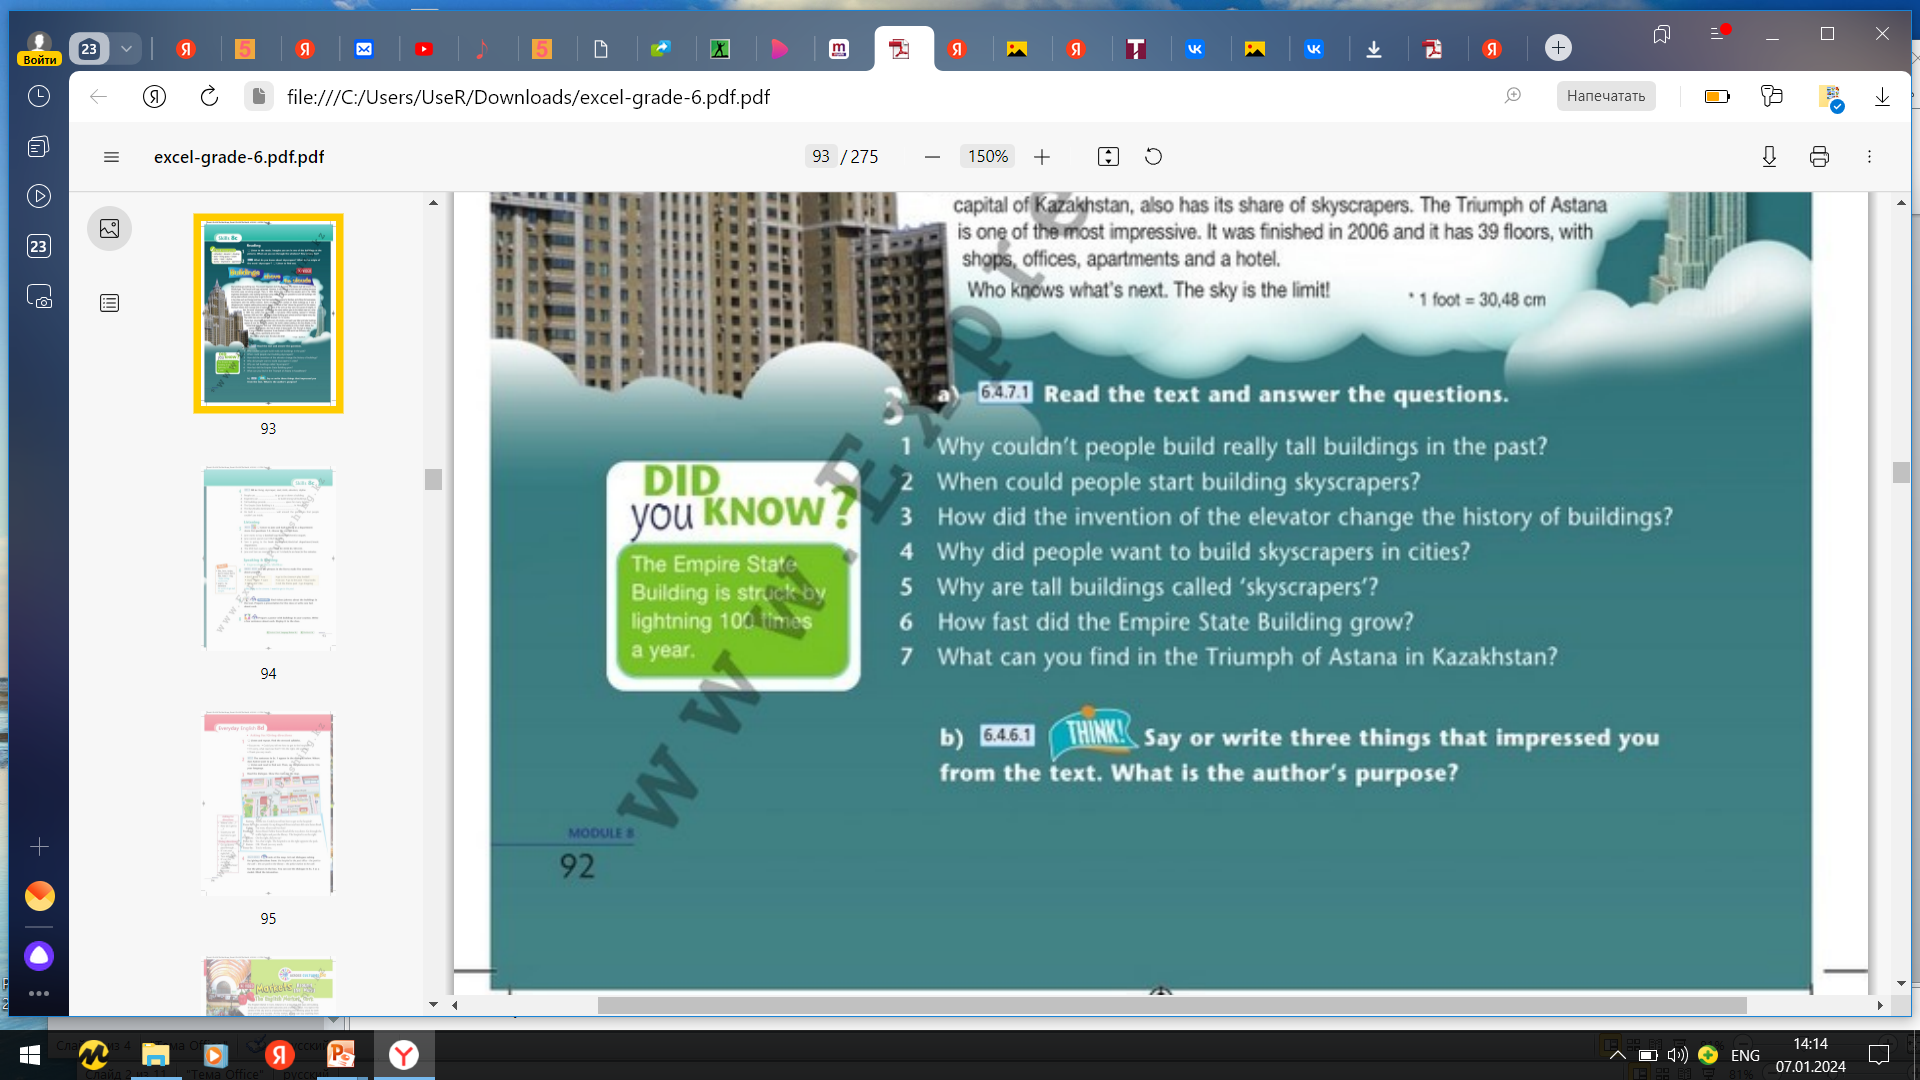 Войти
23
file:///C:/Users/UseR/Downloads/excel-grade-6.pdf.pdf
Напечатать
excel-grade-6.pdf.pdf
93 / 275
150%
23
93
94
95
capital of Kazakhstan, also has its share of skyscrapers. The Triumph of Astana
is one of the most impressive. It was finished in 2006 and it has 39 floors, with
shops, offices, apartments and a hotel.
Who knows what's next. The sky is the limit!
* 1 foot = 30,48 cm
3 a) 6.4.7.1 Read the text and answer the questions.
1 Why couldn't people build really tall buildings in the past?
2 When could people start building skyscrapers?
3 How did the invention of the elevator change the history of buildings?
4 Why did people want to build skyscrapers in cities?
5 Why are tall buildings called 'skyscrapers'?
6 How fast did the Empire State Building grow?
7 What can you find in the Triumph of Astana in Kazakhstan?
DID
you KNOW?
The Empire State
Building is struck by
lightning 100 times
a year.
b) 6.4.6.1 THINK! Say or write three things that impressed you
from the text. What is the author's purpose?
www.Expre
MODULE 8
92
ENG
14:14
07.01.2024